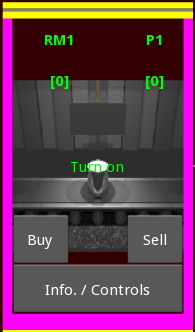 RM1 P1
[0] [0]
Turn on
Buy Sell
Info. / Controls